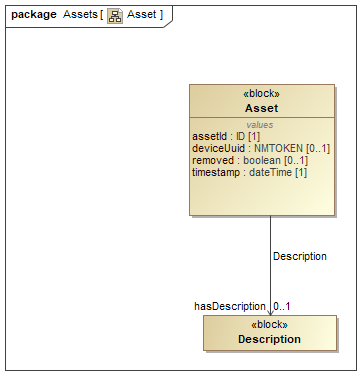 package Assets [ Asset ]
«block»
Asset
values
assetId : ID [1]
deviceUuid : NMTOKEN [0..1]
removed : boolean [0..1]
timestamp : dateTime [1]
Description
hasDescription 0..1
«block»
Description